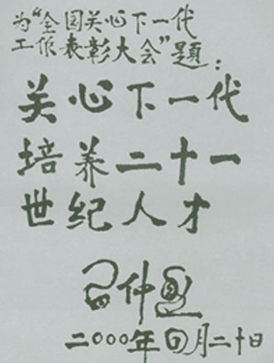 为“全国关心下一代
工作表彰大会”题：
关心下一代
培养二十一
世纪人才
习仲勋
二〇〇〇年四月二十日